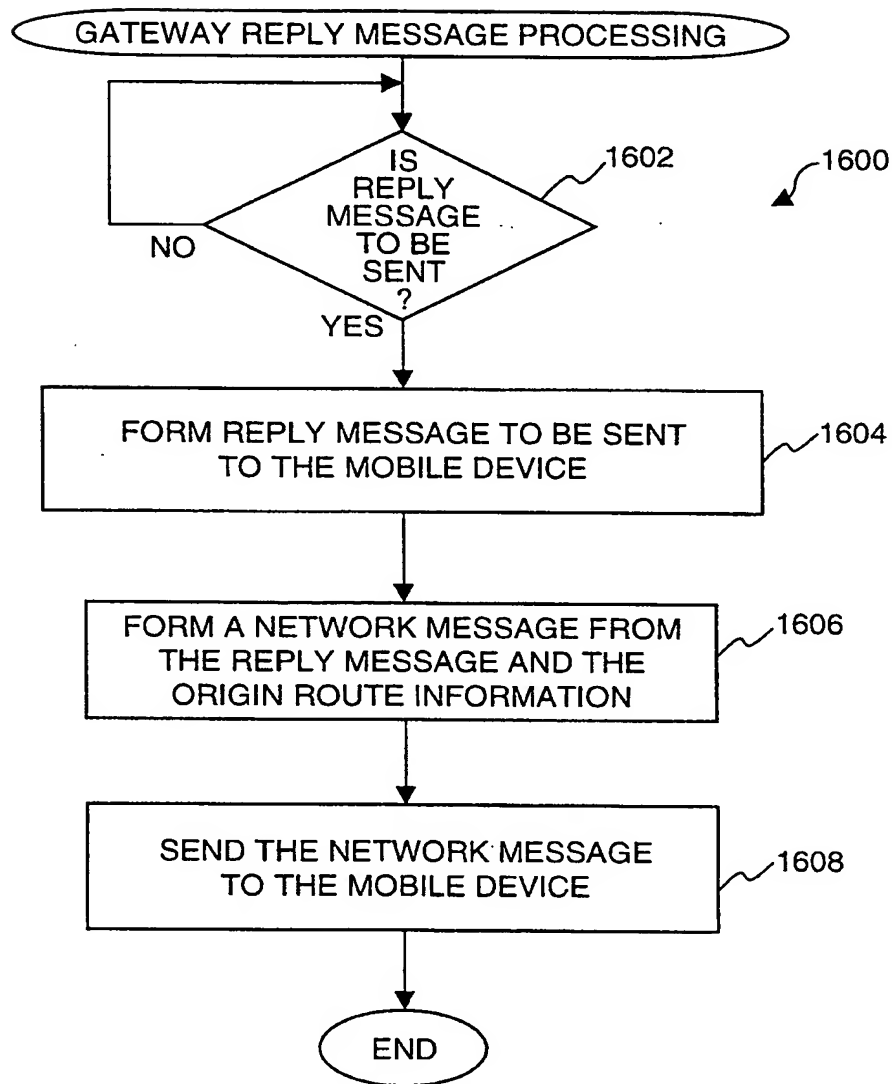 GATEWAY REPLY MESSAGE PROCESSING
IS
REPLY
MESSAGE
TO BE
SENT
?
1602
1600
NO
YES
FORM REPLY MESSAGE TO BE SENT
TO THE MOBILE DEVICE
1604
FORM A NETWORK MESSAGE FROM
THE REPLY MESSAGE AND THE
ORIGIN ROUTE INFORMATION
1606
SEND THE NETWORK MESSAGE
TO THE MOBILE DEVICE
1608
END